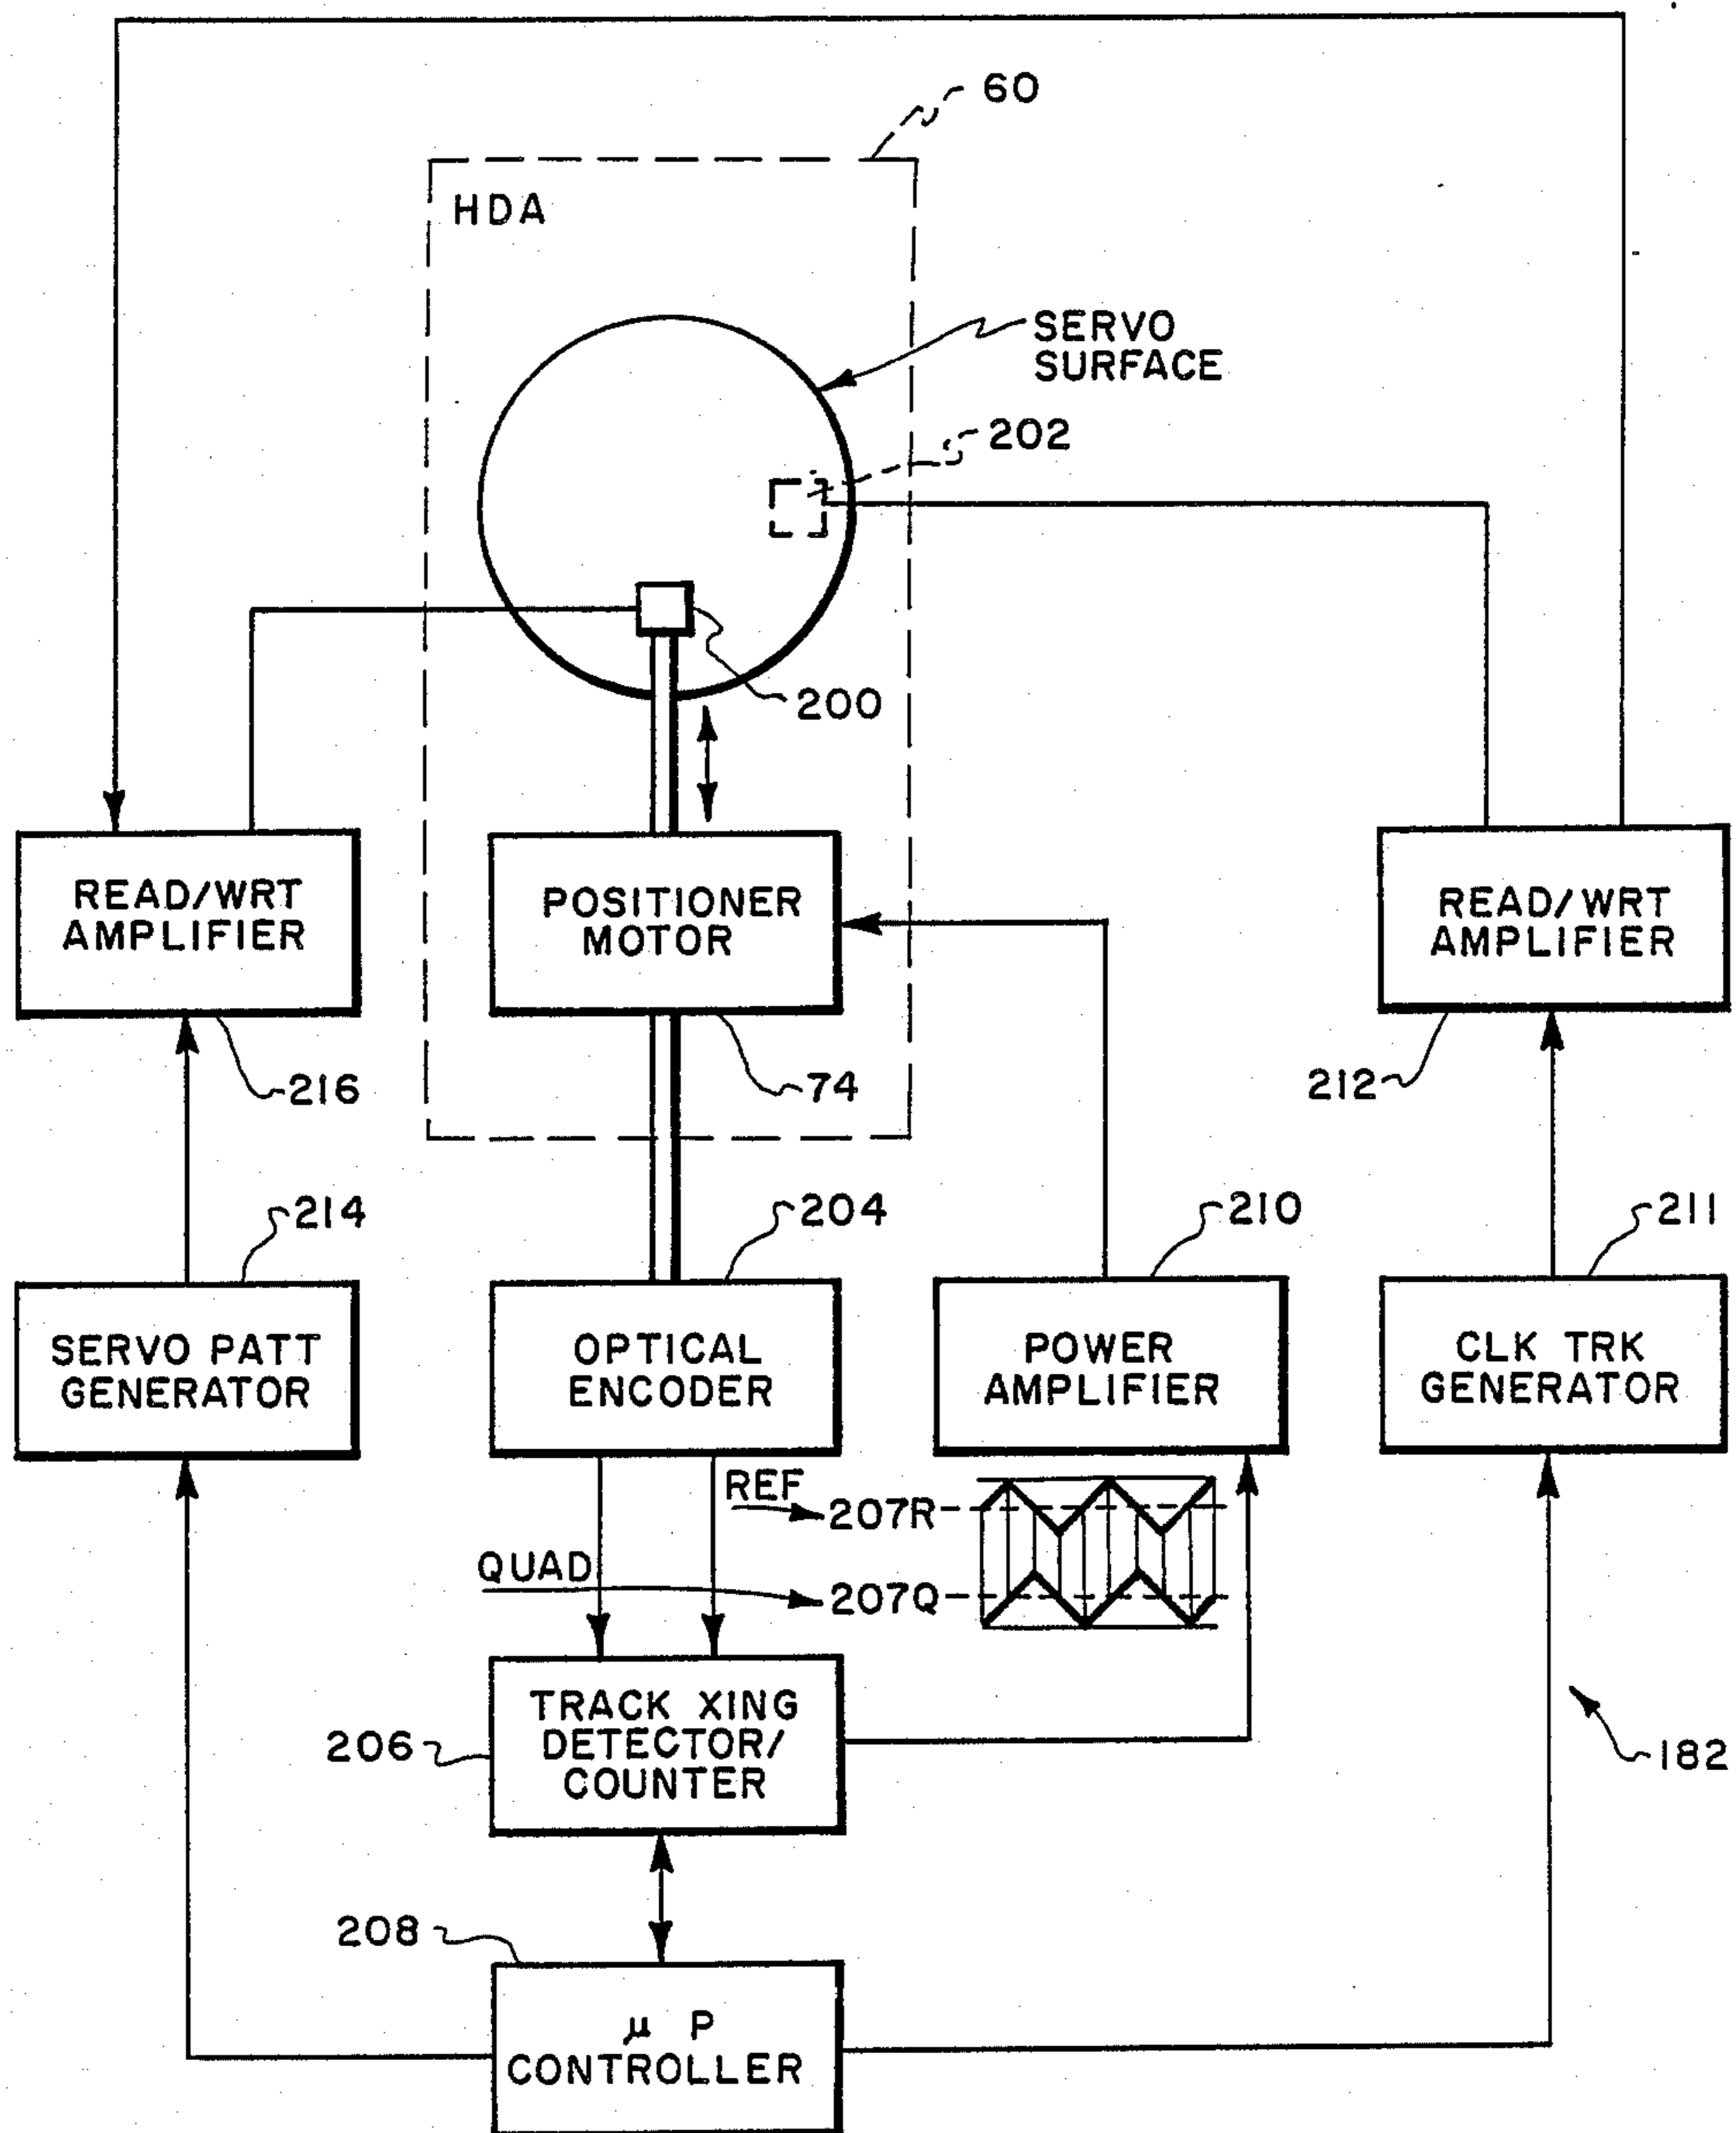 60
HDA
SERVO
SURFACE
202
200
READ/WRT
AMPLIFIER
POSITIONER
MOTOR
READ/WRT
AMPLIFIER
216
74
212
214
204
210
211
SERVO PATT
GENERATOR
OPTICAL
ENCODER
POWER
AMPLIFIER
CLK TRK
GENERATOR
REF
207R
QUAD
207Q
TRACK XING
DETECTOR/
COUNTER
206
182
208
μ P
CONTROLLER